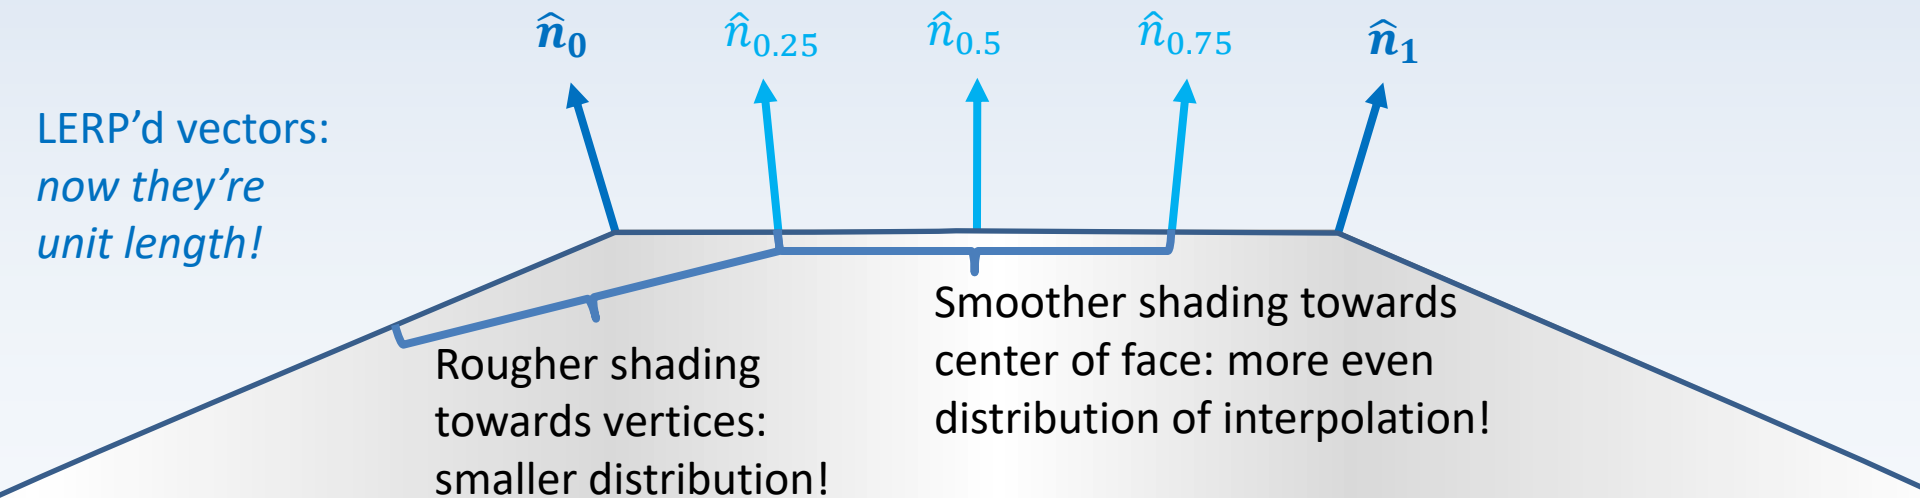 n̂₀ n̂₀.₂₅ n̂₀.₅ n̂₀.₇₅ n̂₁
LERP’d vectors:
now they’re
unit length!
Rougher shading
towards vertices:
smaller distribution!
Smoother shading towards
center of face: more even
distribution of interpolation!